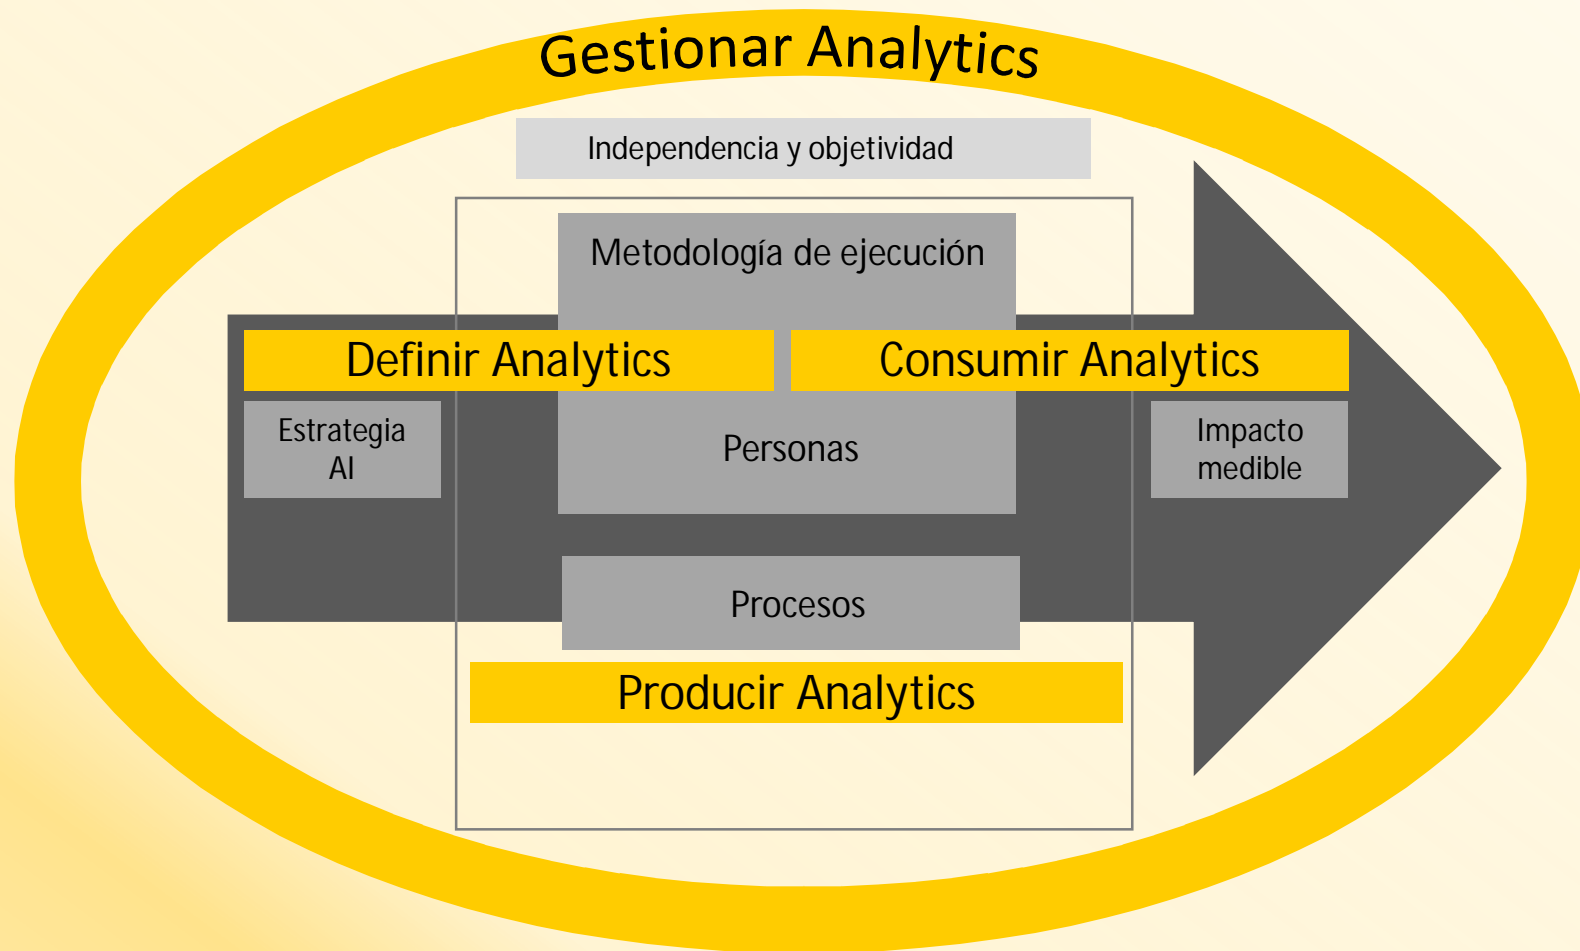 Gestionar Analytics
Independencia y objetividad
Metodología de ejecución
Definir Analytics
Consumir Analytics
Estrategia
AI
Personas
Impacto
medible
Procesos
Producir Analytics